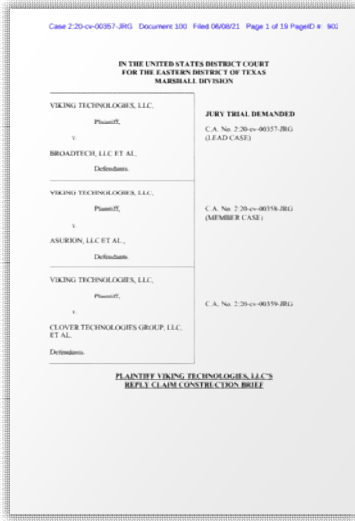 Case 2:20-cv-00357-JRG Document 100 Filed 06/08/21 Page 1 of 19 PageID #: 902
IN THE UNITED STATES DISTRICT COURT
FOR THE EASTERN DISTRICT OF TEXAS
MARSHALL DIVISION
VIKING TECHNOLOGIES, LLC,
Plaintiff,
v.
BROADTECH, LLC ET AL.,
Defendants.
JURY TRIAL DEMANDED
C.A. No. 2:20-cv-00357-JRG
(LEAD CASE)
VIKING TECHNOLOGIES, LLC,
Plaintiff,
v.
ASURION, LLC ET AL.,
Defendants.
C.A. No. 2:20-cv-00358-JRG
(MEMBER CASE)
VIKING TECHNOLOGIES, LLC,
Plaintiff,
v.
CLOVER TECHNOLOGIES GROUP, LLC,
ET AL,
Defendants.
C.A. No. 2:20-cv-00359-JRG
PLAINTIFF VIKING TECHNOLOGIES, LLC'S
REPLY CLAIM CONSTRUCTION BRIEF